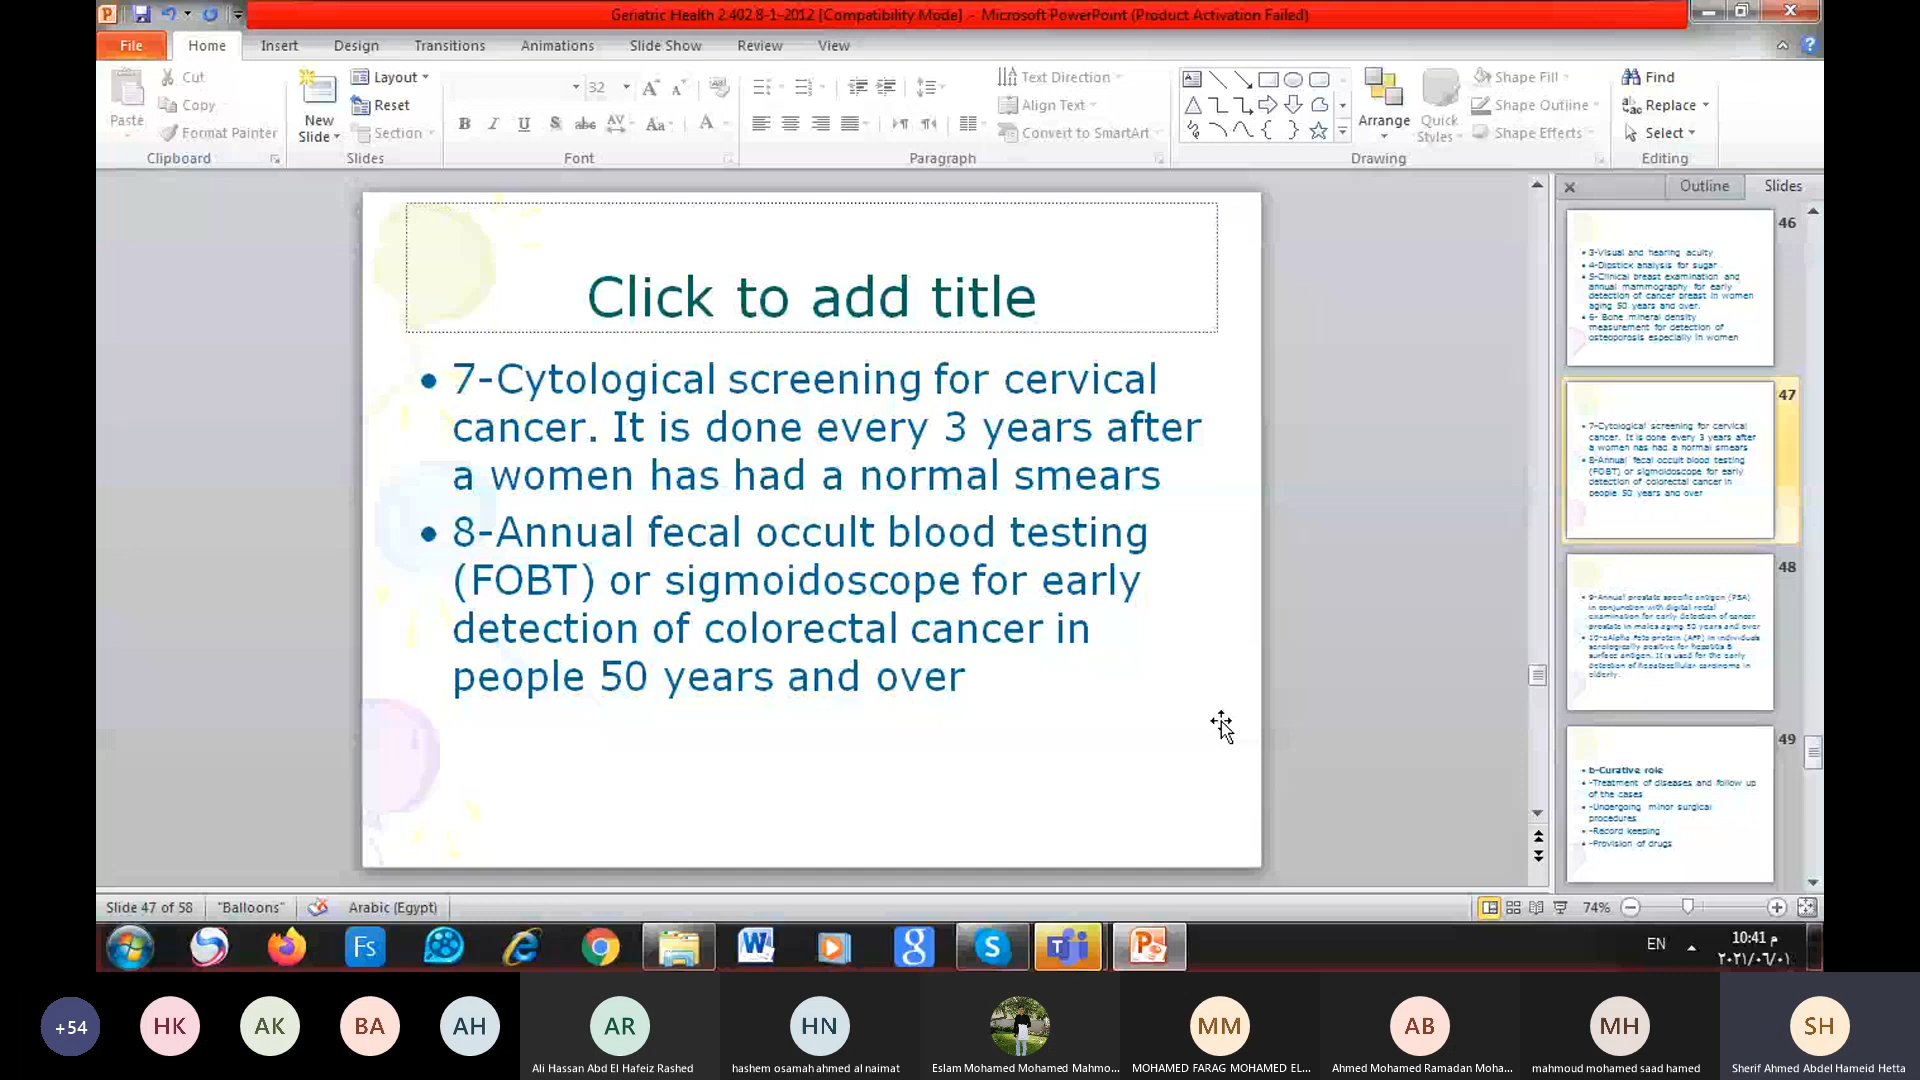 Geriatric Health 2.402 8-1-2012 [Compatibility Mode] - Microsoft PowerPoint (Product Activation Failed)
File Home Insert Design Transitions Animations Slide Show Review View
Paste
Cut
Copy
Format Painter
Clipboard
New Slide
Layout
Reset
Section
Slides
32
Font
Text Direction
Align Text
Convert to SmartArt
Paragraph
Arrange
Quick Styles
Shape Fill
Shape Outline
Shape Effects
Drawing
Find
Replace
Select
Editing
Click to add title
• 7-Cytological screening for cervical
cancer. It is done every 3 years after
a women has had a normal smears
• 8-Annual fecal occult blood testing
(FOBT) or sigmoidoscope for early
detection of colorectal cancer in
people 50 years and over
Outline Slides
46
• 3-Visual and hearing acuity
• 4-Dipstick analysis for sugar
• 5-Clinical breast examination and
annual mammography for early
detection of cancer breast in women
aging 50 years and over.
• 6- Bone mineral density
measurement for detection of
osteoporosis especially in women
47
• 7-Cytological screening for cervical
cancer. It is done every 3 years after
a women has had a normal smears
• 8-Annual fecal occult blood testing
(FOBT) or sigmoidoscope for early
detection of colorectal cancer in
people 50 years and over
48
• 9-Annual prostate specific antigen (PSA)
in conjunction with digital rectal
examination for early detection of cancer
prostate in males aging 50 years and over
serologically positive for hepatitis B
surface antigen. It is used for the early
detection of hepatocellular carcinoma in
elderly.
49
• b-Curative role
• -Treatment of diseases and follow up
of the cases
• -Undergoing minor surgical
procedures
• -Record keeping
• -Provision of drugs
Slide 47 of 58 "Balloons" Arabic (Egypt) 74%
EN
10:41 م
٢٠٢١/٠٦/٠١
+54 HK AK BA AH AR HN MM AB MH SH
Ali Hassan Abd El Hafeiz Rashed
hashem osamah ahmed al naimat
Eslam Mohamed Mohamed Mahmo...
MOHAMED FARAG MOHAMED EL...
Ahmed Mohamed Ramadan Moha...
mahmoud mohamed saad hamed
Sherif Ahmed Abdel Hameid Hetta